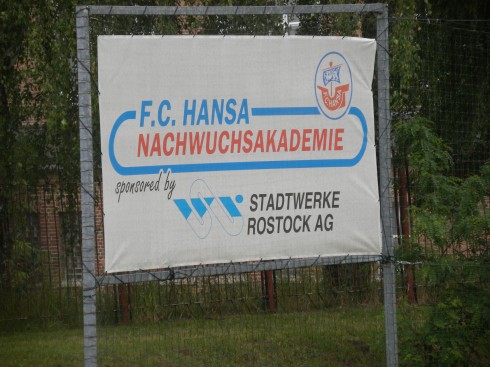 F.C. HANSA
NACHWUCHSAKADEMIE
sponsored by
STADTWERKE
ROSTOCK AG